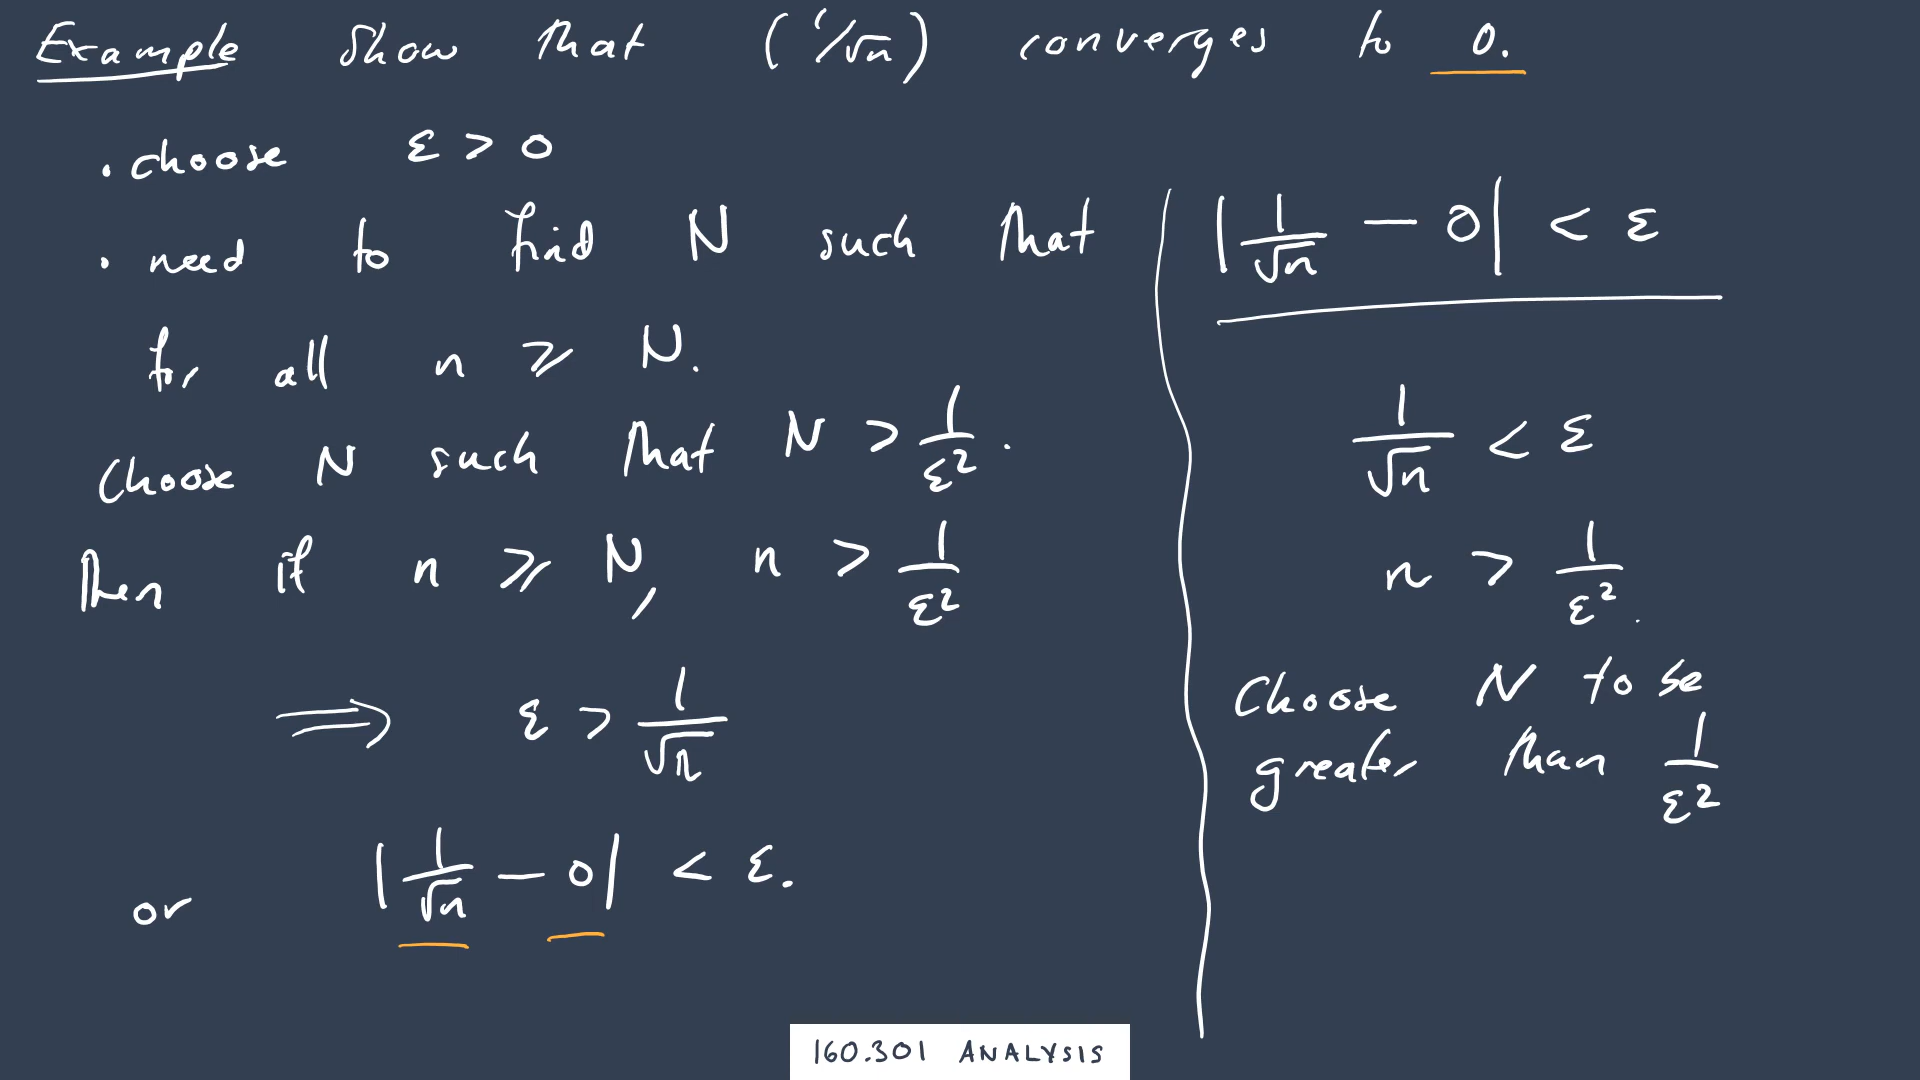 Example Show that (1/√n) converges to 0.
• choose ε > 0
• need to find N such that
for all n ≥ N.
Choose N such that N > 1/ε².
Then if n ≥ N, n > 1/ε²
⟹ ε > 1/√n
or |1/√n − 0| < ε.
|1/√n − 0| < ε
1/√n < ε
n > 1/ε².
Choose N to be
greater than 1/ε²
160.301 ANALYSIS